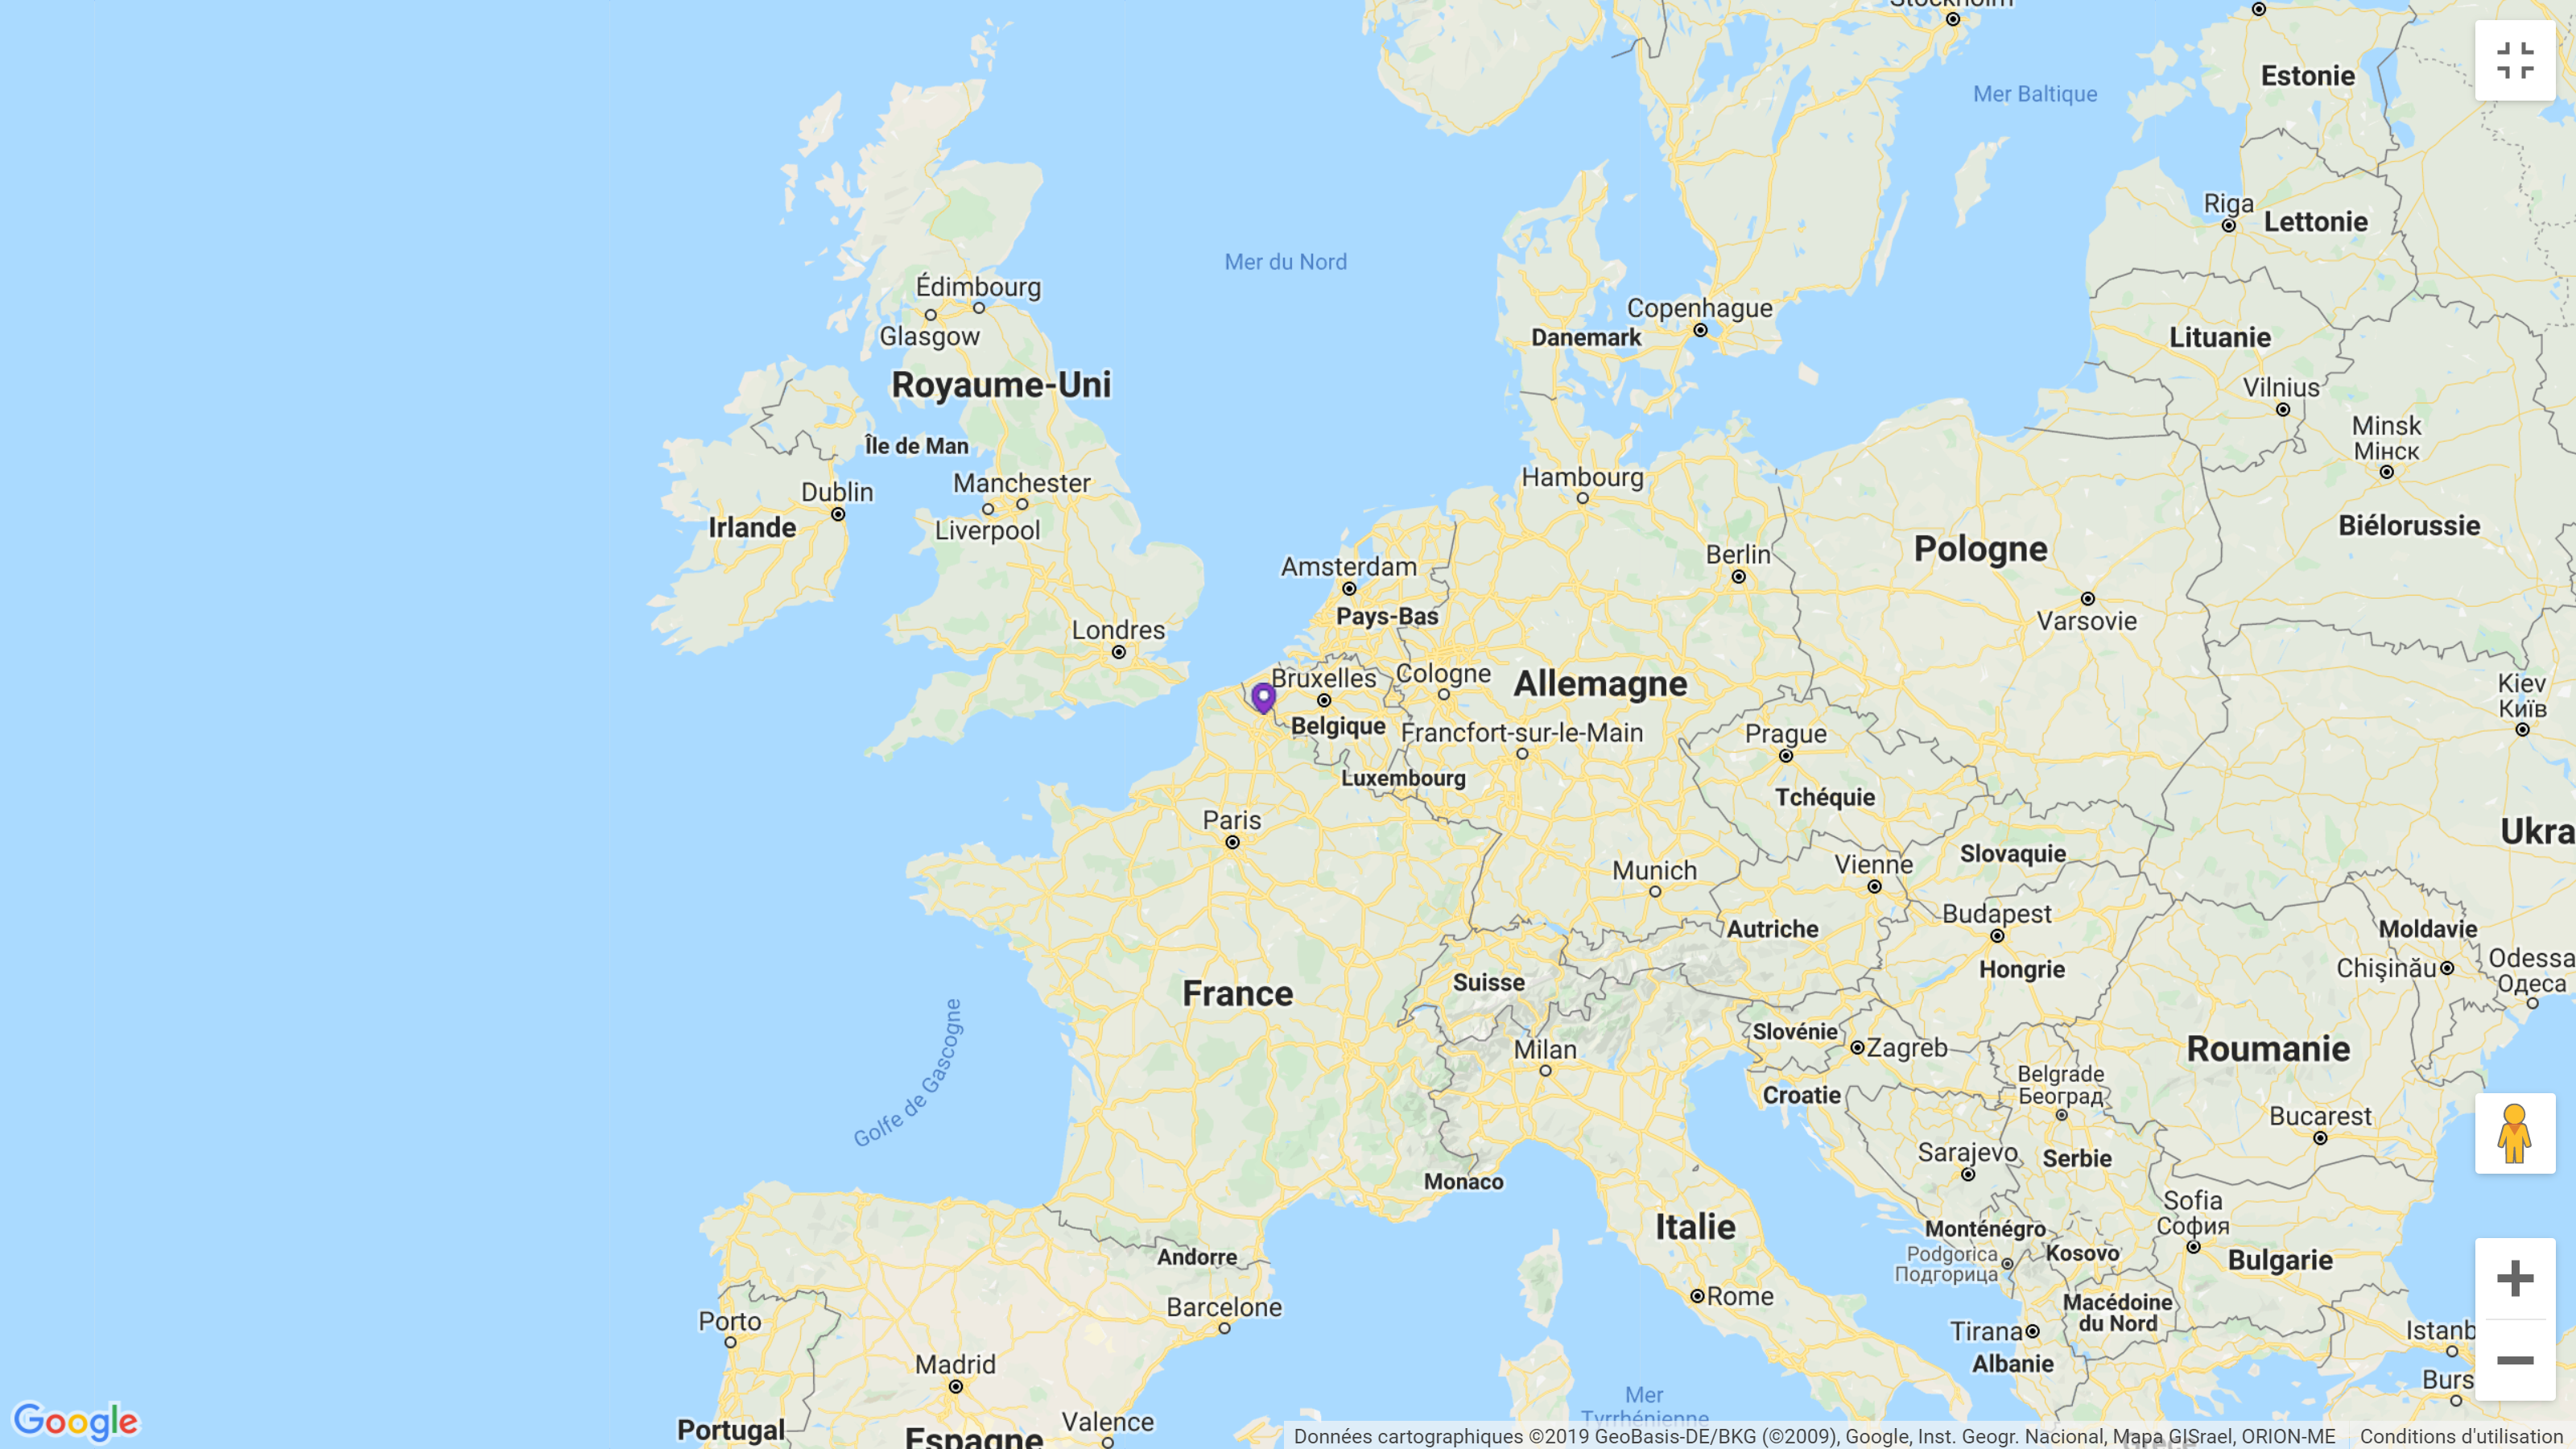 Stockholm
Estonie
Mer Baltique
Riga
Lettonie
Mer du Nord
Édimbourg
Glasgow
Copenhague
Danemark
Lituanie
Royaume-Uni
Vilnius
Minsk
Мінск
Île de Man
Manchester
Hambourg
Dublin
Irlande
Liverpool
Biélorussie
Berlin
Pologne
Amsterdam
Pays-Bas
Varsovie
Londres
Bruxelles
Cologne
Allemagne
Kiev
Київ
Belgique
Francfort-sur-le-Main
Prague
Luxembourg
Tchéquie
Paris
Ukra
Slovaquie
Munich
Vienne
Budapest
Autriche
Moldavie
Chișinău
Odessa
Одеса
Hongrie
Suisse
France
Golfe de Gascogne
Slovénie
Zagreb
Milan
Roumanie
Belgrade
Београд
Croatie
Bucarest
Sarajevo
Serbie
Monaco
Sofia
София
Italie
Monténégro
Kosovo
Andorre
Podgorica
Подгорица
Bulgarie
Rome
Barcelone
Macédoine
du Nord
Porto
Tirana
Istanb
Albanie
Madrid
Burs
Mer
Tyrrhénienne
Valence
Portugal
Espagne
Google
Données cartographiques ©2019 GeoBasis-DE/BKG (©2009), Google, Inst. Geogr. Nacional, Mapa GISrael, ORION-ME
Conditions d'utilisation